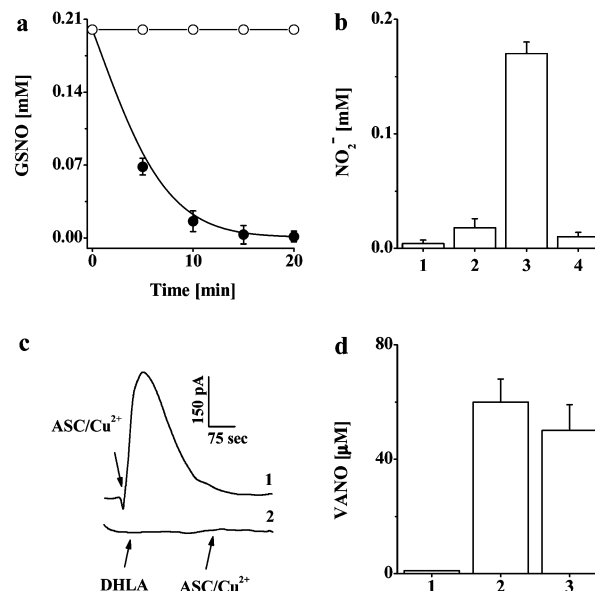 a
0.21
0.14
0.07
0.00
GSNO [mM]
0
5
10
15
20
Time [min]
b
0.2
0.1
0.0
NO₂⁻ [mM]
1
2
3
4
c
ASC/Cu²⁺
150 pA
75 sec
1
2
DHLA
ASC/Cu²⁺
d
80
40
0
VANO [µM]
1
2
3